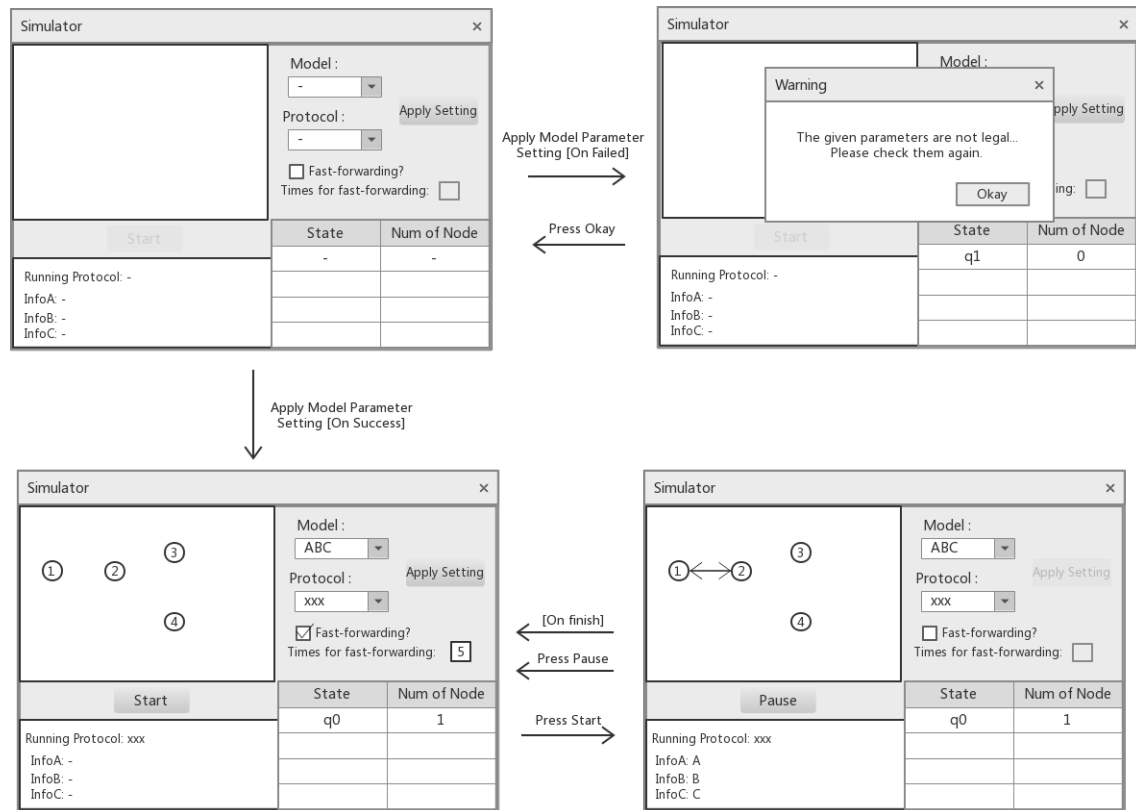 Simulator ×
Model :
-
Apply Setting
Protocol :
-
Fast-forwarding?
Times for fast-forwarding:
Start
State Num of Node
- -
Running Protocol: -
InfoA: -
InfoB: -
InfoC: -
Apply Model Parameter
Setting [On Failed]
Press Okay
Simulator ×
Model :
pply Setting
Warning ×
The given parameters are not legal...
Please check them again.
Okay
ing:
Start
State Num of Node
q1 0
Running Protocol: -
InfoA: -
InfoB: -
InfoC: -
Apply Model Parameter
Setting [On Success]
Simulator ×
1 2 3
4
Model :
ABC
Apply Setting
Protocol :
xxx
Fast-forwarding?
Times for fast-forwarding: 5
Start
State Num of Node
q0 1
Running Protocol: xxx
InfoA: -
InfoB: -
InfoC: -
[On finish]
Press Pause
Press Start
Simulator ×
1 2 3
4
Model :
ABC
Apply Setting
Protocol :
xxx
Fast-forwarding?
Times for fast-forwarding:
Pause
State Num of Node
q0 1
Running Protocol: xxx
InfoA: A
InfoB: B
InfoC: C